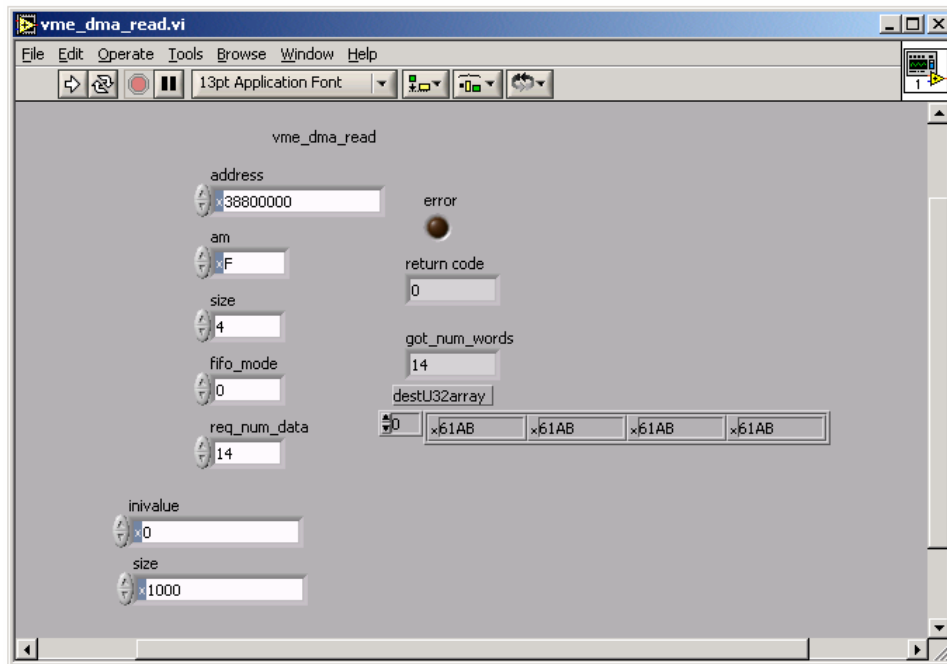 vme_dma_read.vi
File Edit Operate Tools Browse Window Help
13pt Application Font
1
vme_dma_read
address
x38800000
error
am
xF
return code
0
size
4
got_num_words
14
fifo_mode
0
destU32array
0 x61AB x61AB x61AB x61AB
req_num_data
14
inivalue
x0
size
x1000